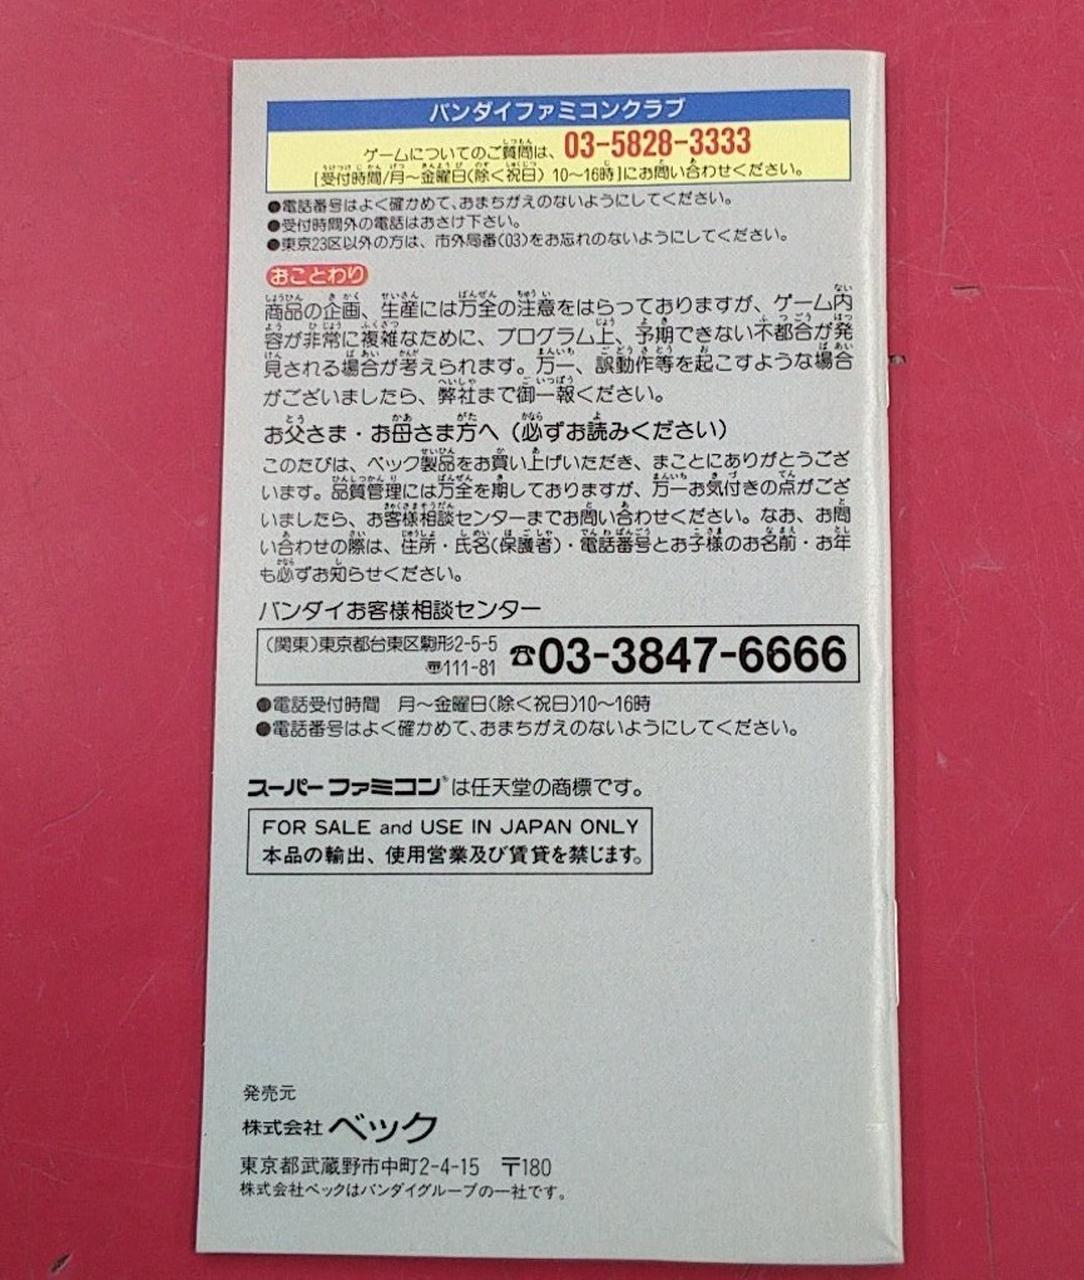 バンダイファミコンクラブ
ゲームについてのご質問は、03-5828-3333
[受付時間/月〜金曜日(除く祝日) 10〜16時]にお問い合わせください。
●電話番号はよく確かめて、おまちがえのないようにしてください。
●受付時間外の電話はおさけ下さい。
●東京23区以外の方は、市外局番(03)をお忘れのないようにしてください。
おことわり
商品の企画、生産には万全の注意をはらっておりますが、ゲーム内
容が非常に複雑なために、プログラム上、予期できない不都合が発
見される場合が考えられます。万一、誤動作等を起こすような場合
がございましたら、弊社まで御一報ください。
お父さま・お母さま方へ（必ずお読みください）
このたびは、ベック製品をお買い上げいただき、まことにありがとうござ
います。品質管理には万全を期しておりますが、万一お気付きの点がござ
いましたら、お客様相談センターまでお問い合わせください。なお、お問
い合わせの際は、住所・氏名(保護者)・電話番号とお子様のお名前・お年
も必ずお知らせください。
バンダイお客様相談センター
(関東)東京都台東区駒形2-5-5 ☎03-3847-6666
〠111-81
●電話受付時間　月〜金曜日(除く祝日)10〜16時
●電話番号はよく確かめて、おまちがえのないようにしてください。
スーパーファミコン®は任天堂の商標です。
FOR SALE and USE IN JAPAN ONLY
本品の輸出、使用営業及び賃貸を禁じます。
発売元
株式会社 ベック
東京都武蔵野市中町2-4-15　〒180
株式会社ベックはバンダイグループの一社です。